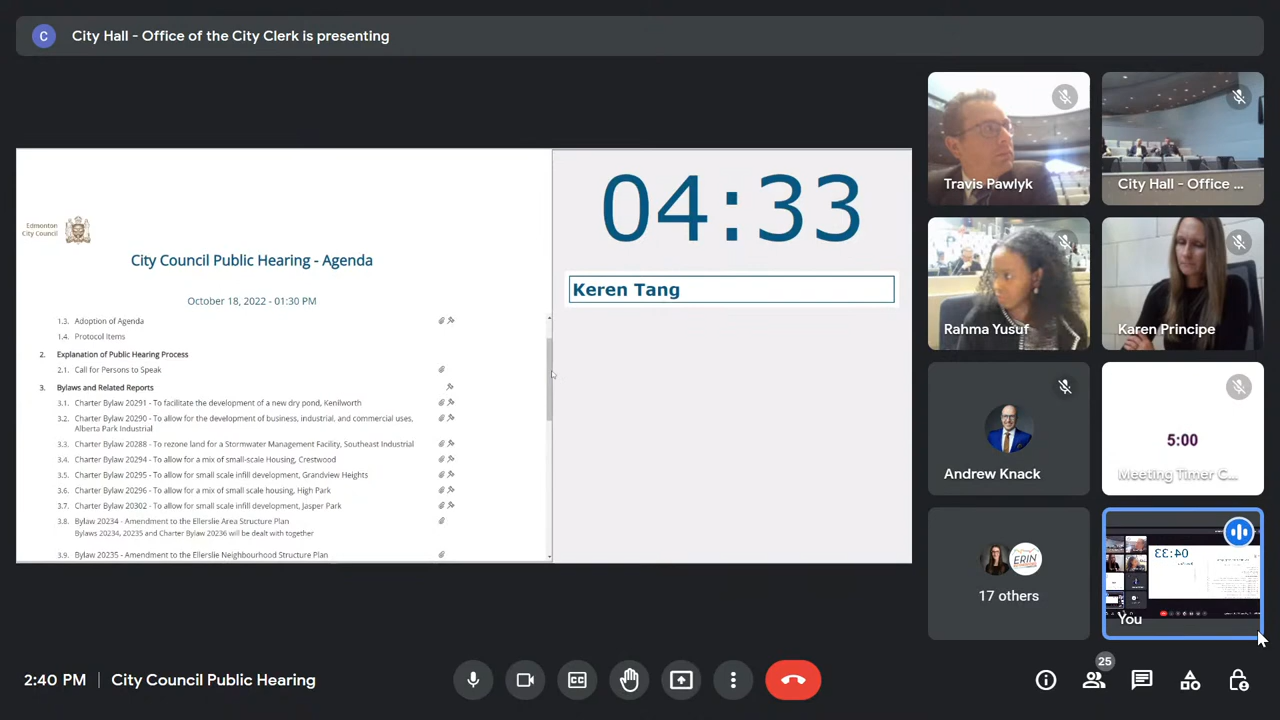 C
City Hall - Office of the City Clerk is presenting
Edmonton
City Council
City Council Public Hearing - Agenda
October 18, 2022 - 01:30 PM
1.3. Adoption of Agenda
1.4. Protocol Items
2. Explanation of Public Hearing Process
2.1. Call for Persons to Speak
3. Bylaws and Related Reports
3.1. Charter Bylaw 20291 - To facilitate the development of a new dry pond, Kenilworth
3.2. Charter Bylaw 20290 - To allow for the development of business, industrial, and commercial uses,
Alberta Park Industrial
3.3. Charter Bylaw 20288 - To rezone land for a Stormwater Management Facility, Southeast Industrial
3.4. Charter Bylaw 20294 - To allow for a mix of small-scale Housing, Crestwood
3.5. Charter Bylaw 20295 - To allow for small scale infill development, Grandview Heights
3.6. Charter Bylaw 20296 - To allow for a mix of small scale housing, High Park
3.7. Charter Bylaw 20302 - To allow for small scale infill development, Jasper Park
3.8. Bylaw 20234 - Amendment to the Ellerslie Area Structure Plan
Bylaws 20234, 20235 and Charter Bylaw 20236 will be dealt with together
3.9. Bylaw 20235 - Amendment to the Ellerslie Neighbourhood Structure Plan
04:33
Keren Tang
Travis Pawlyk
City Hall - Office ...
Rahma Yusuf
Karen Principe
Andrew Knack
5:00
Meeting Timer C...
ERIN
17 others
04:33
You
2:40 PM | City Council Public Hearing
25